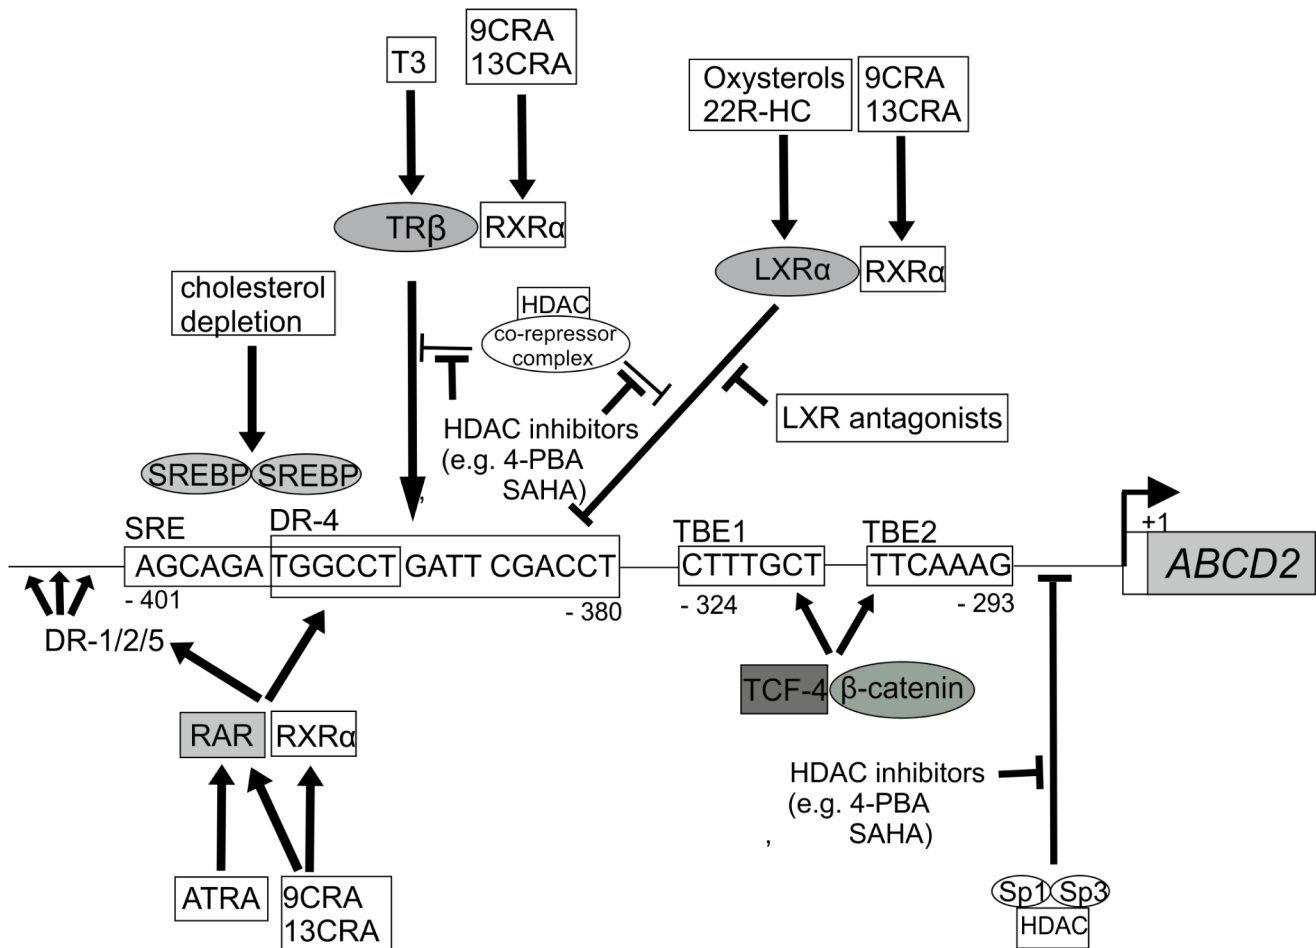 T3
9CRA
13CRA
Oxysterols
22R-HC
9CRA
13CRA
TRβ
RXRα
LXRα
RXRα
cholesterol
depletion
HDAC
co-repressor
complex
LXR antagonists
HDAC inhibitors
(e.g. 4-PBA
SAHA)
,
SREBP
SREBP
SRE
DR-4
TBE1
TBE2
+1
AGCAGA TGGCCT GATT CGACCT
CTTTGCT
TTCAAAG
ABCD2
- 401
- 380
- 324
- 293
DR-1/2/5
TCF-4
β-catenin
RAR
RXRα
HDAC inhibitors
(e.g. 4-PBA
, SAHA)
ATRA
9CRA
13CRA
Sp1
Sp3
HDAC